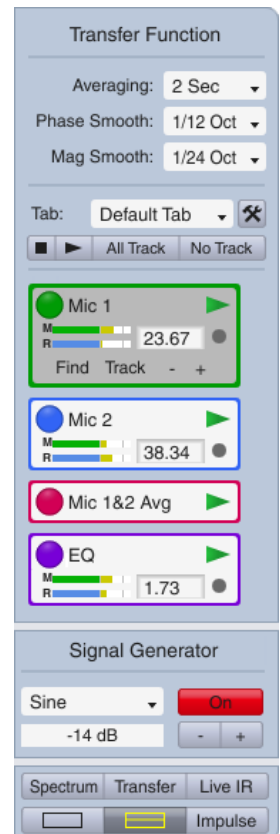 Transfer Function
Averaging: 2 Sec
Phase Smooth: 1/12 Oct
Mag Smooth: 1/24 Oct
Tab: Default Tab
All Track No Track
Mic 1
M
R 23.67
Find Track - +
Mic 2
M
R 38.34
Mic 1&2 Avg
EQ
M
R 1.73
Signal Generator
Sine On
-14 dB - +
Spectrum Transfer Live IR
Impulse